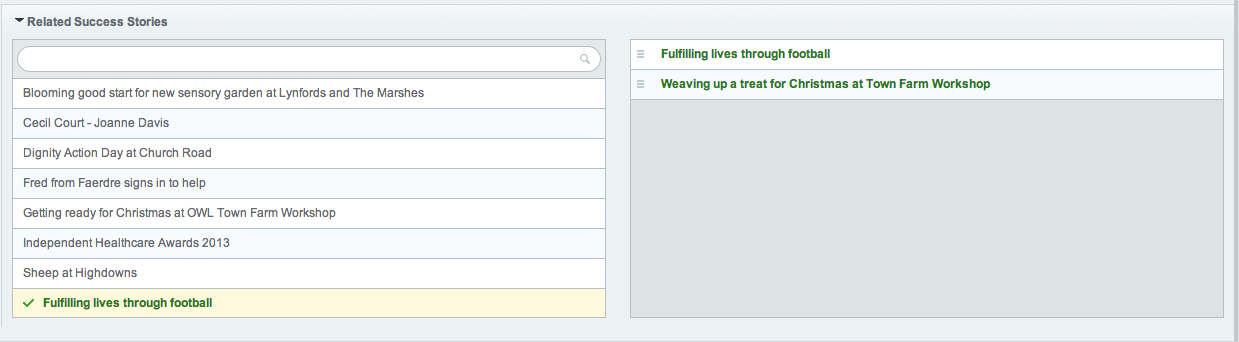 Related Success Stories
Blooming good start for new sensory garden at Lynfords and The Marshes
Cecil Court - Joanne Davis
Dignity Action Day at Church Road
Fred from Faerdre signs in to help
Getting ready for Christmas at OWL Town Farm Workshop
Independent Healthcare Awards 2013
Sheep at Highdowns
Fulfilling lives through football
Fulfilling lives through football
Weaving up a treat for Christmas at Town Farm Workshop